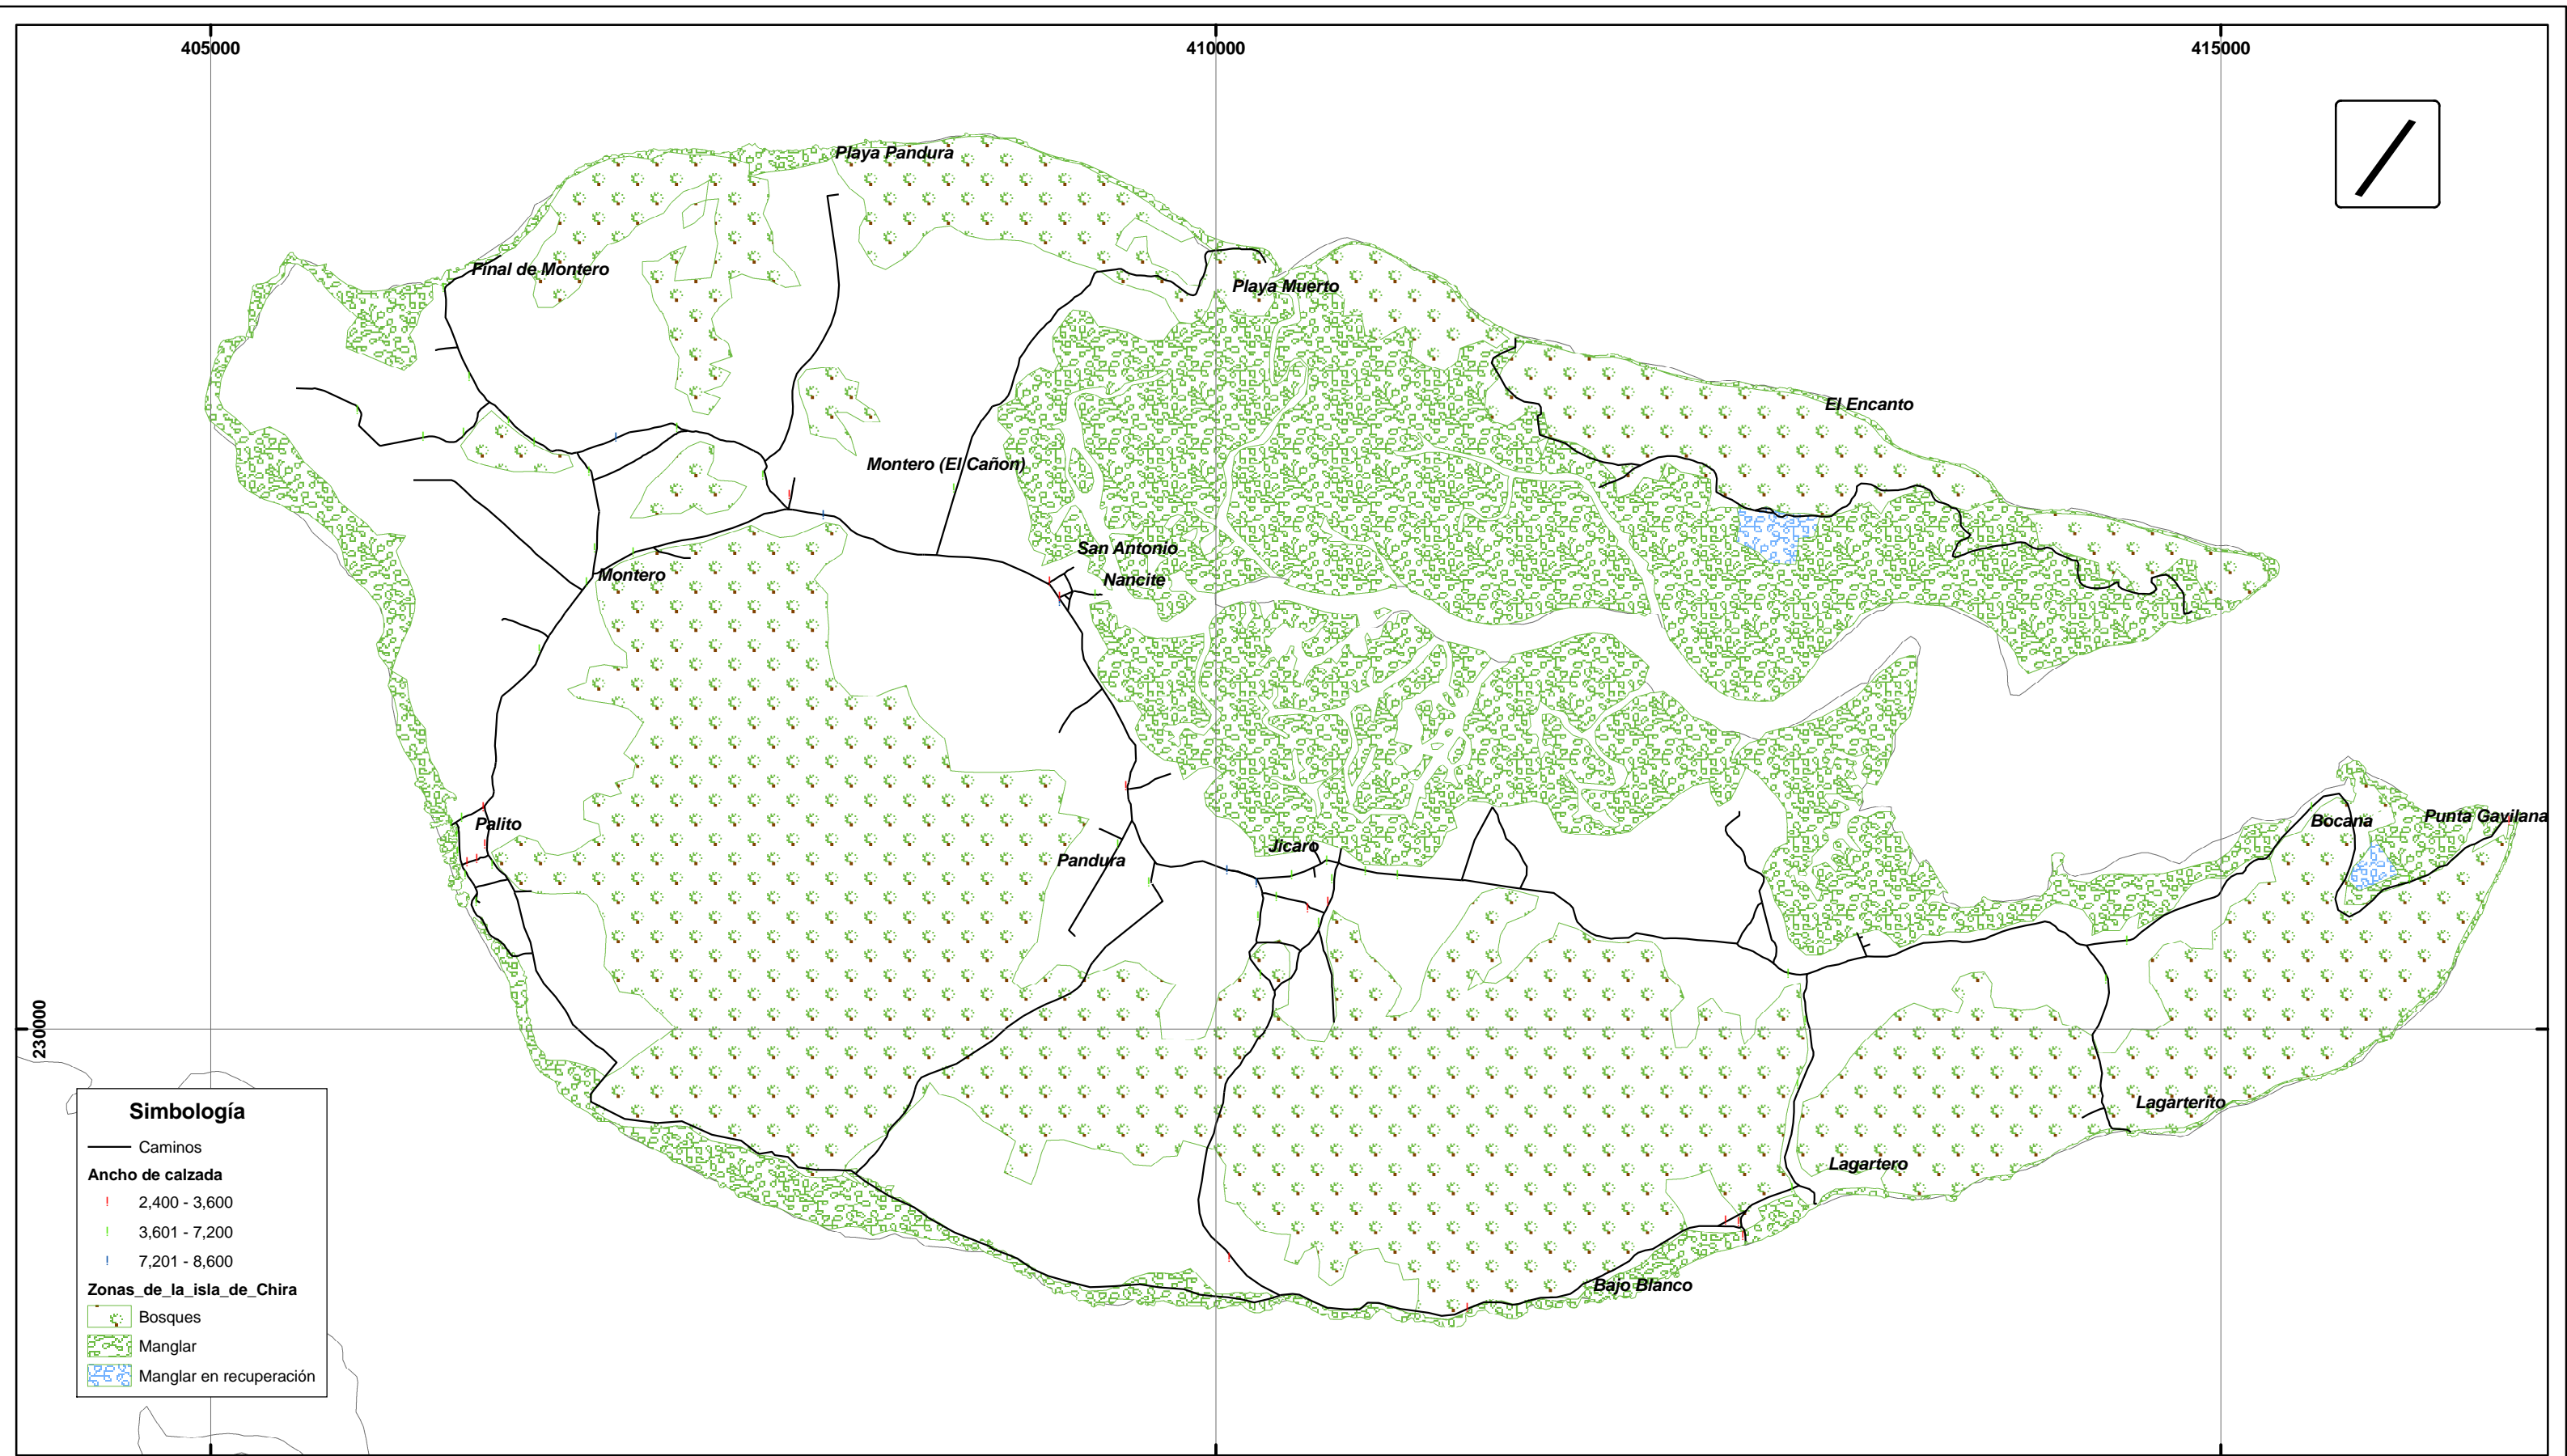 405000
410000
415000
Playa Pandura
Final de Montero
Playa Muerto
El Encanto
Montero (El Cañon)
San Antonio
Montero
Nancite
Palito
Bocana
Punta Gavilana
Jicaro
Pandura
230000
Lagarterito
Lagartero
Bajo Blanco
Simbología
Caminos
Ancho de calzada
2,400 - 3,600
3,601 - 7,200
7,201 - 8,600
Zonas_de_la_isla_de_Chira
Bosques
Manglar
Manglar en recuperación